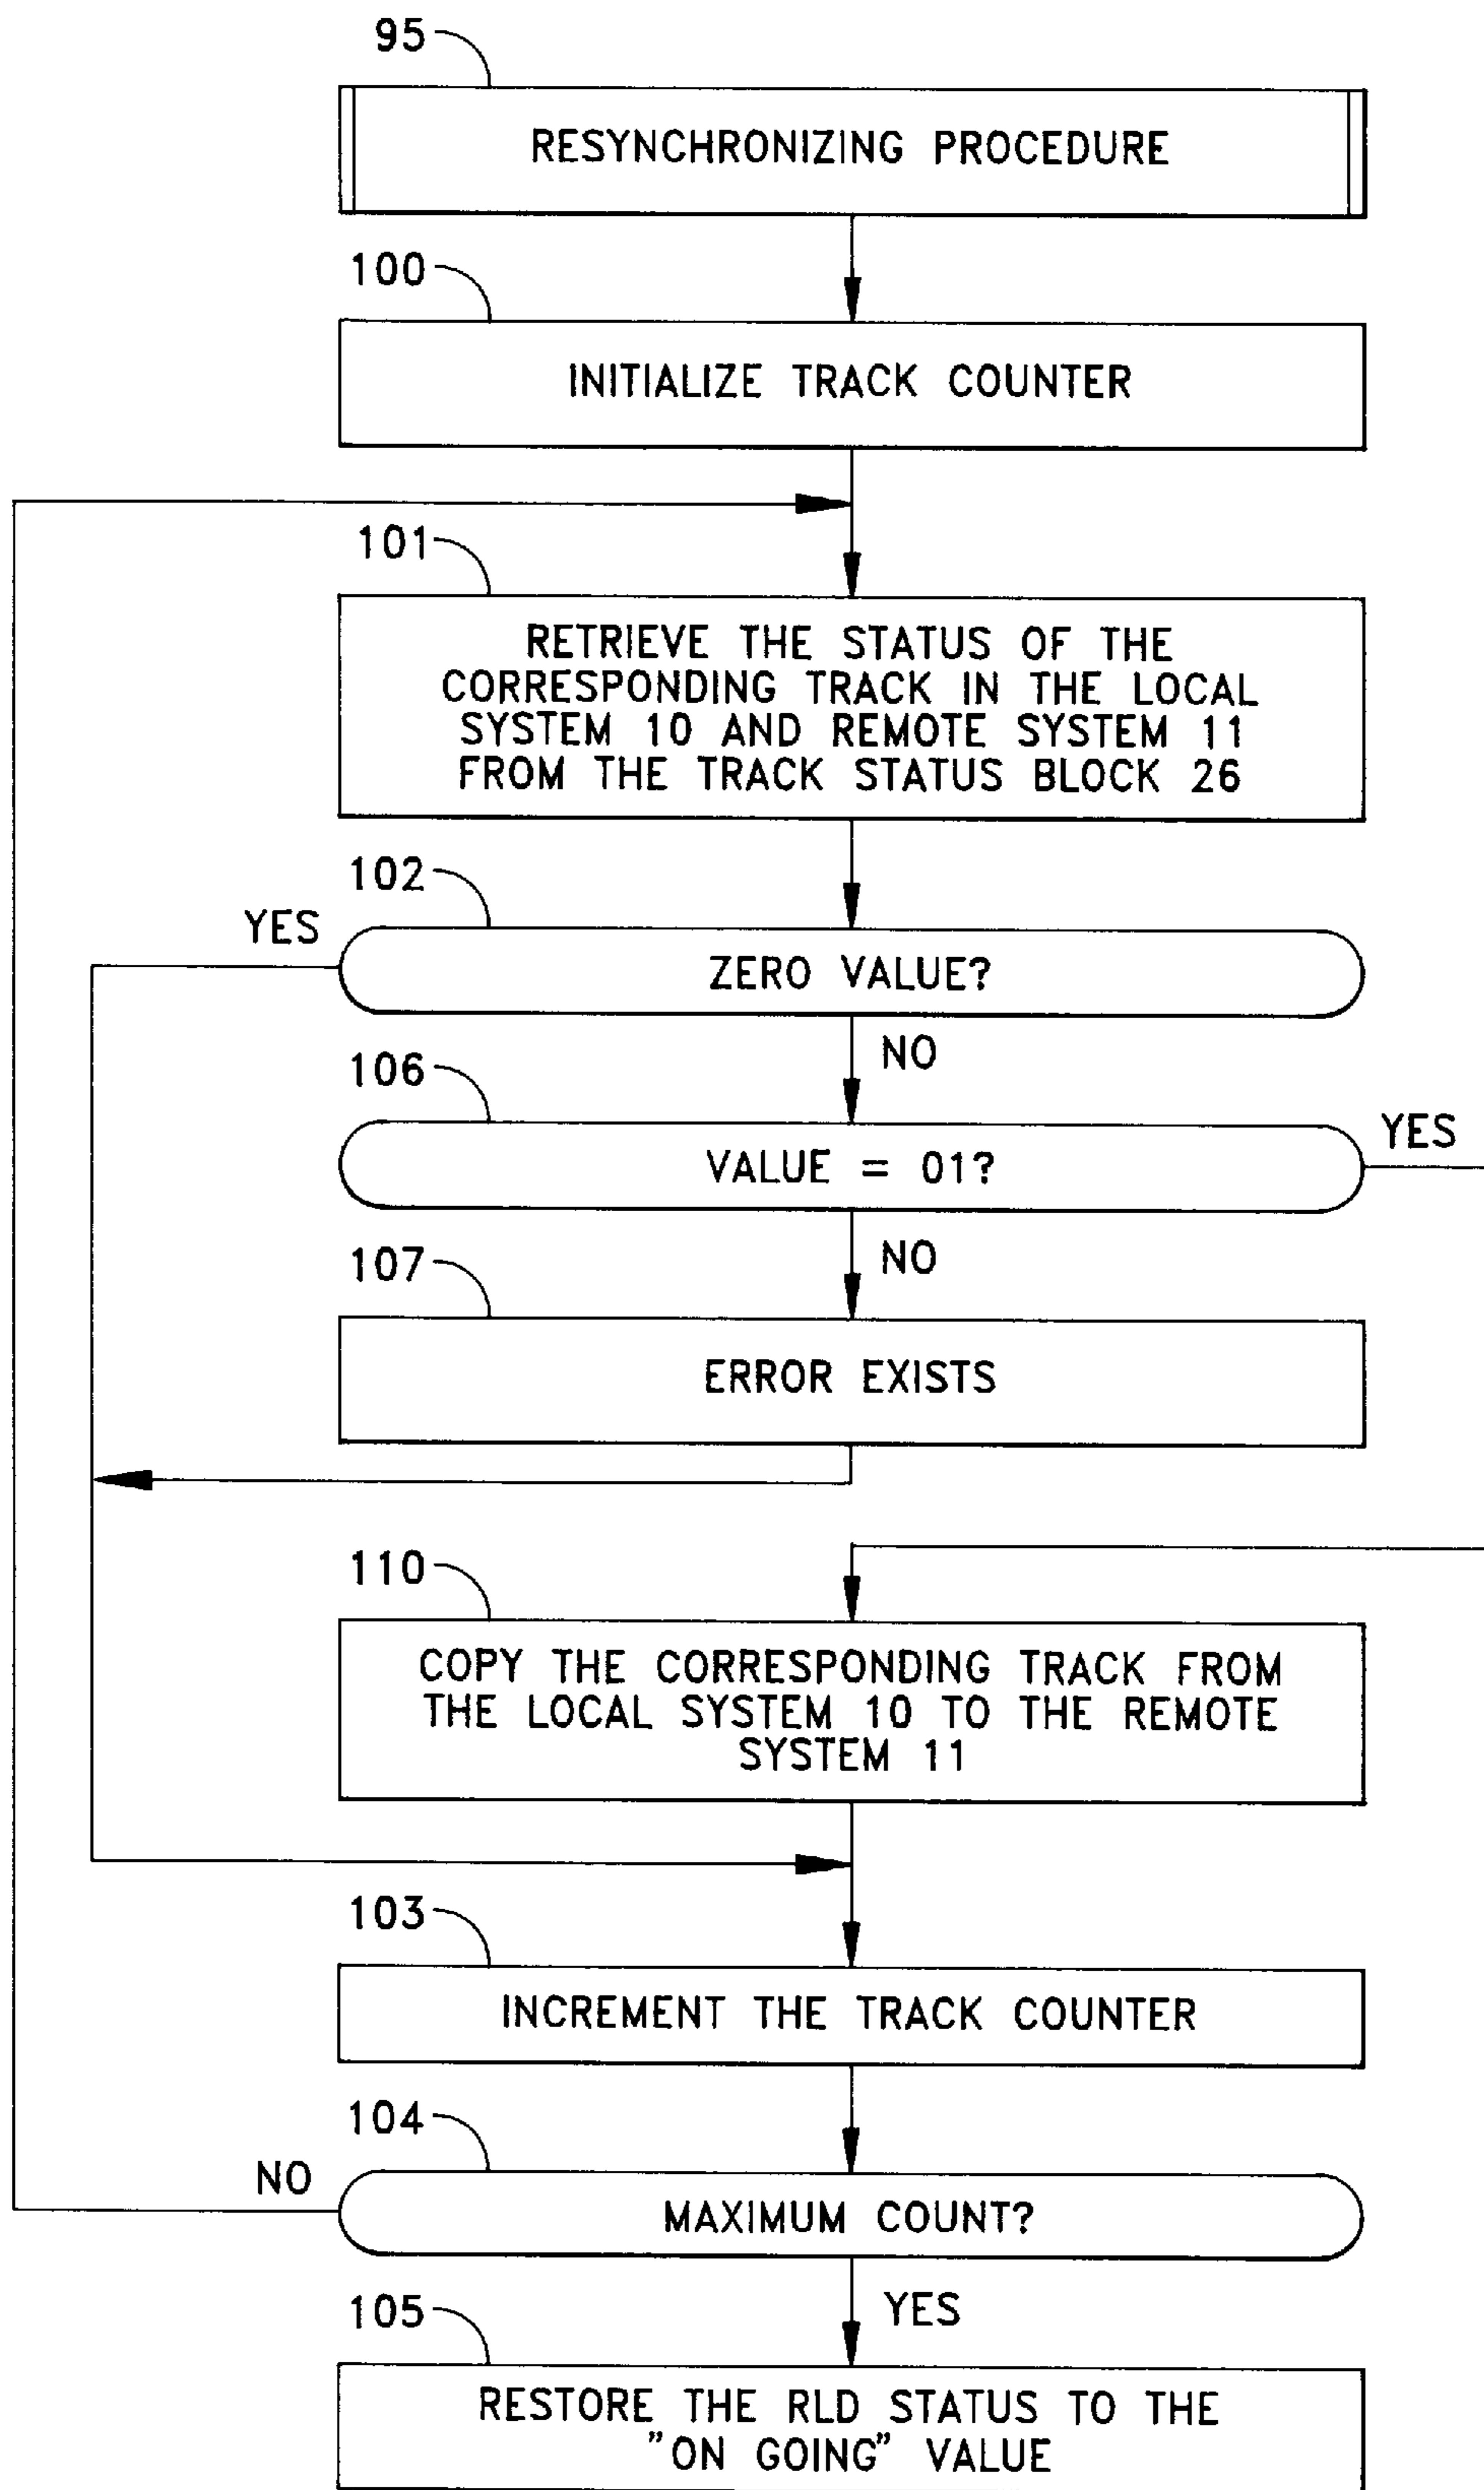 95
RESYNCHRONIZING PROCEDURE
100
INITIALIZE TRACK COUNTER
101
RETRIEVE THE STATUS OF THE
CORRESPONDING TRACK IN THE LOCAL
SYSTEM 10 AND REMOTE SYSTEM 11
FROM THE TRACK STATUS BLOCK 26
102
YES
ZERO VALUE?
NO
106
YES
VALUE = 01?
NO
107
ERROR EXISTS
110
COPY THE CORRESPONDING TRACK FROM
THE LOCAL SYSTEM 10 TO THE REMOTE
SYSTEM 11
103
INCREMENT THE TRACK COUNTER
104
NO
MAXIMUM COUNT?
YES
105
RESTORE THE RLD STATUS TO THE
"ON GOING" VALUE